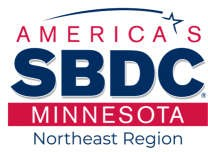 AMERICA'S
SBDC®
MINNESOTA
Northeast Region